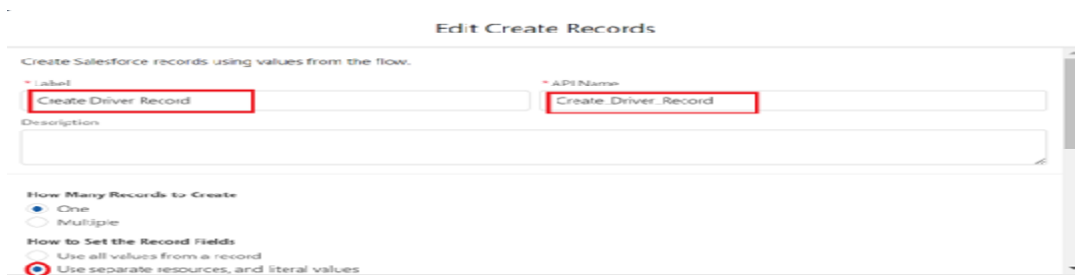 Edit Create Records
Create Salesforce records using values from the flow.
* Label
* API Name
Create Driver Record
Create_Driver_Record
Description
How Many Records to Create
One
Multiple
How to Set the Record Fields
Use all values from a record
Use separate resources, and literal values